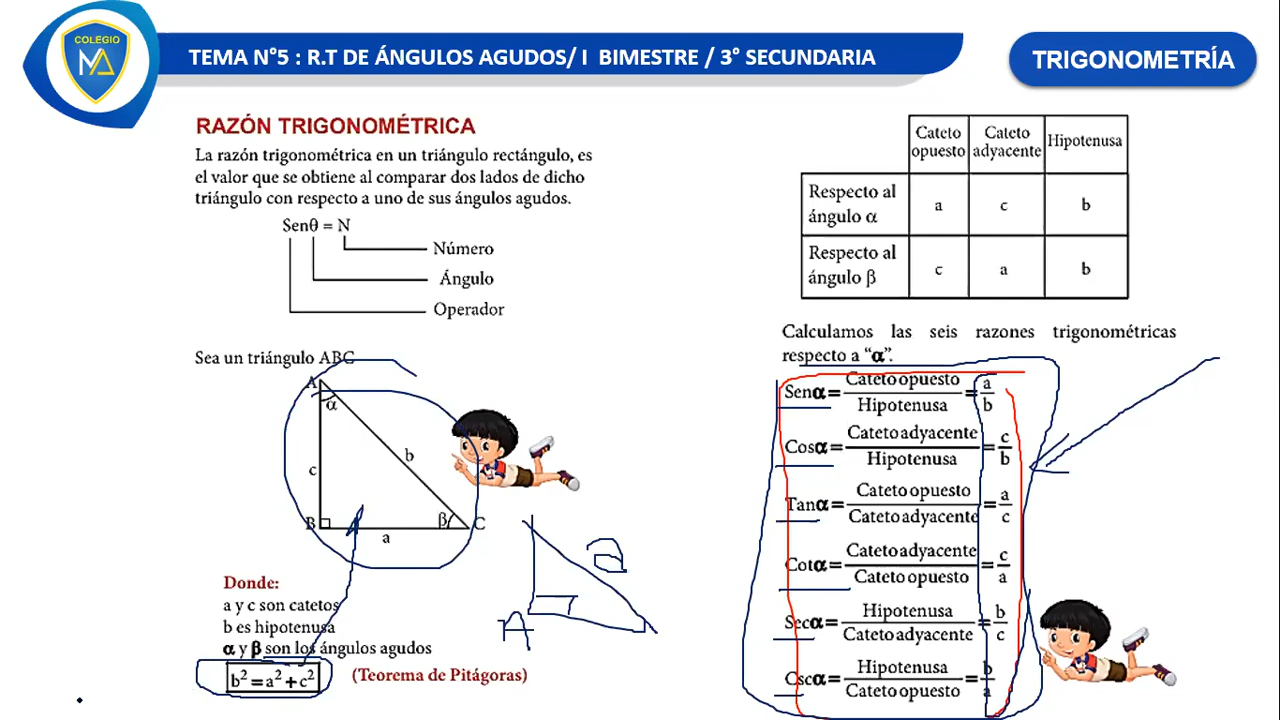 COLEGIO
MA
TEMA N°5 : R.T DE ÁNGULOS AGUDOS/ I BIMESTRE / 3° SECUNDARIA
TRIGONOMETRÍA
RAZÓN TRIGONOMÉTRICA
La razón trigonométrica en un triángulo rectángulo, es
el valor que se obtiene al comparar dos lados de dicho
triángulo con respecto a uno de sus ángulos agudos.
Senθ = N
Número
Ángulo
Operador
Sea un triángulo ABC
A
α
c
b
B
β
C
a
Donde:
a y c son catetos
b es hipotenusa
α y β son los ángulos agudos
b² = a² + c² (Teorema de Pitágoras)
Cateto opuesto Cateto adyacente Hipotenusa
Respecto al ángulo α a c b
Respecto al ángulo β c a b
Calculamos las seis razones trigonométricas
respecto a “α”.
Senα = Cateto opuesto / Hipotenusa = a / b
Cosα = Cateto adyacente / Hipotenusa = c / b
Tanα = Cateto opuesto / Cateto adyacente = a / c
Cotα = Cateto adyacente / Cateto opuesto = c / a
Secα = Hipotenusa / Cateto adyacente = b / c
Cscα = Hipotenusa / Cateto opuesto = b / a